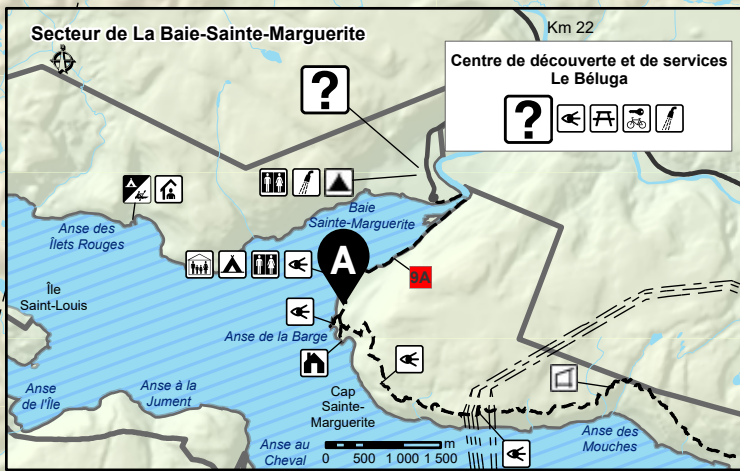 Secteur de La Baie-Sainte-Marguerite
Km 22
Centre de découverte et de services
Le Béluga
?
?
Baie
Sainte-Marguerite
Anse des
Îlets Rouges
A
9A
Île
Saint-Louis
Anse de la Barge
Anse
de l'Île
Anse à la
Jument
Cap
Sainte-
Marguerite
Anse des
Mouches
Anse au
Cheval
m
0 500 1 000 1 500